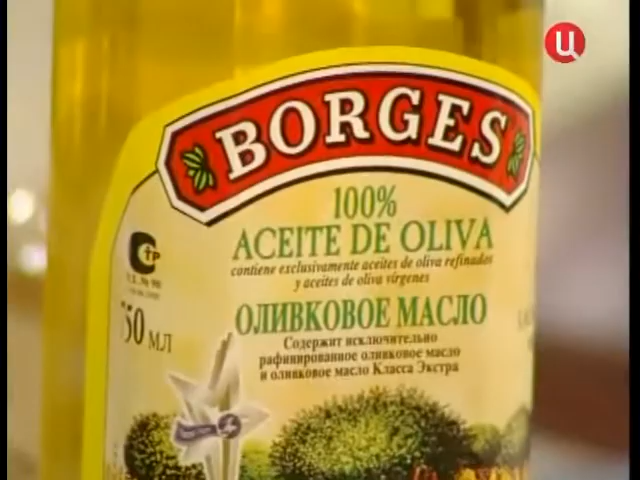 Ц
BORGES
100%
ACEITE DE OLIVA
contiene exclusivamente aceites de oliva refinados
y aceites de oliva vírgenes
ОЛИВКОВОЕ МАСЛО
Содержит исключительно
рафинированное оливковое масло
и оливковое масло Класса Экстра
750 МЛ